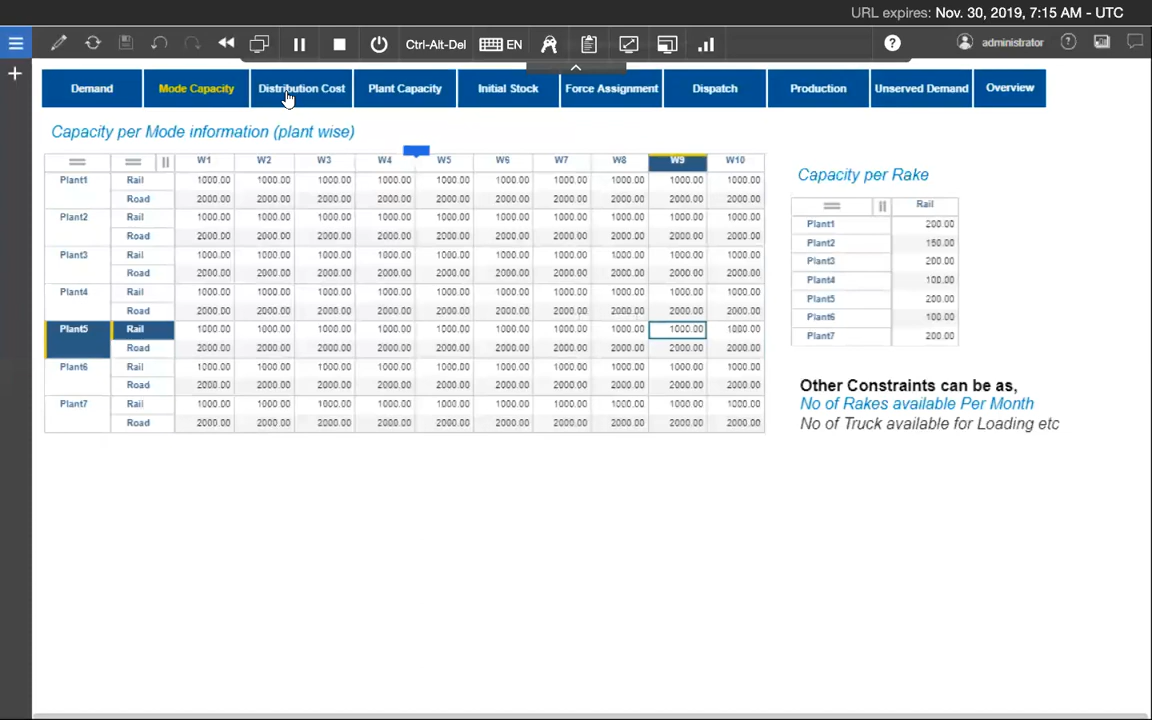 URL expires: Nov. 30, 2019, 7:15 AM - UTC
Ctrl-Alt-Del EN administrator
Demand Mode Capacity Distribution Cost Plant Capacity Initial Stock Force Assignment Dispatch Production Unserved Demand Overview
Capacity per Mode information (plant wise)
W1 W2 W3 W4 W5 W6 W7 W8 W9 W10
Plant1 Rail 1000.00 1000.00 1000.00 1000.00 1000.00 1000.00 1000.00 1000.00 1000.00 1000.00
Road 2000.00 2000.00 2000.00 2000.00 2000.00 2000.00 2000.00 2000.00 2000.00 2000.00
Plant2 Rail 1000.00 1000.00 1000.00 1000.00 1000.00 1000.00 1000.00 1000.00 1000.00 1000.00
Road 2000.00 2000.00 2000.00 2000.00 2000.00 2000.00 2000.00 2000.00 2000.00 2000.00
Plant3 Rail 1000.00 1000.00 1000.00 1000.00 1000.00 1000.00 1000.00 1000.00 1000.00 1000.00
Road 2000.00 2000.00 2000.00 2000.00 2000.00 2000.00 2000.00 2000.00 2000.00 2000.00
Plant4 Rail 1000.00 1000.00 1000.00 1000.00 1000.00 1000.00 1000.00 1000.00 1000.00 1000.00
Road 2000.00 2000.00 2000.00 2000.00 2000.00 2000.00 2000.00 2000.00 2000.00 2000.00
Plant5 Rail 1000.00 1000.00 1000.00 1000.00 1000.00 1000.00 1000.00 1000.00 1000.00 1000.00
Road 2000.00 2000.00 2000.00 2000.00 2000.00 2000.00 2000.00 2000.00 2000.00 2000.00
Plant6 Rail 1000.00 1000.00 1000.00 1000.00 1000.00 1000.00 1000.00 1000.00 1000.00 1000.00
Road 2000.00 2000.00 2000.00 2000.00 2000.00 2000.00 2000.00 2000.00 2000.00 2000.00
Plant7 Rail 1000.00 1000.00 1000.00 1000.00 1000.00 1000.00 1000.00 1000.00 1000.00 1000.00
Road 2000.00 2000.00 2000.00 2000.00 2000.00 2000.00 2000.00 2000.00 2000.00 2000.00
Capacity per Rake
Rail
Plant1 200.00
Plant2 150.00
Plant3 200.00
Plant4 100.00
Plant5 200.00
Plant6 100.00
Plant7 200.00
Other Constraints can be as,
No of Rakes available Per Month
No of Truck available for Loading etc